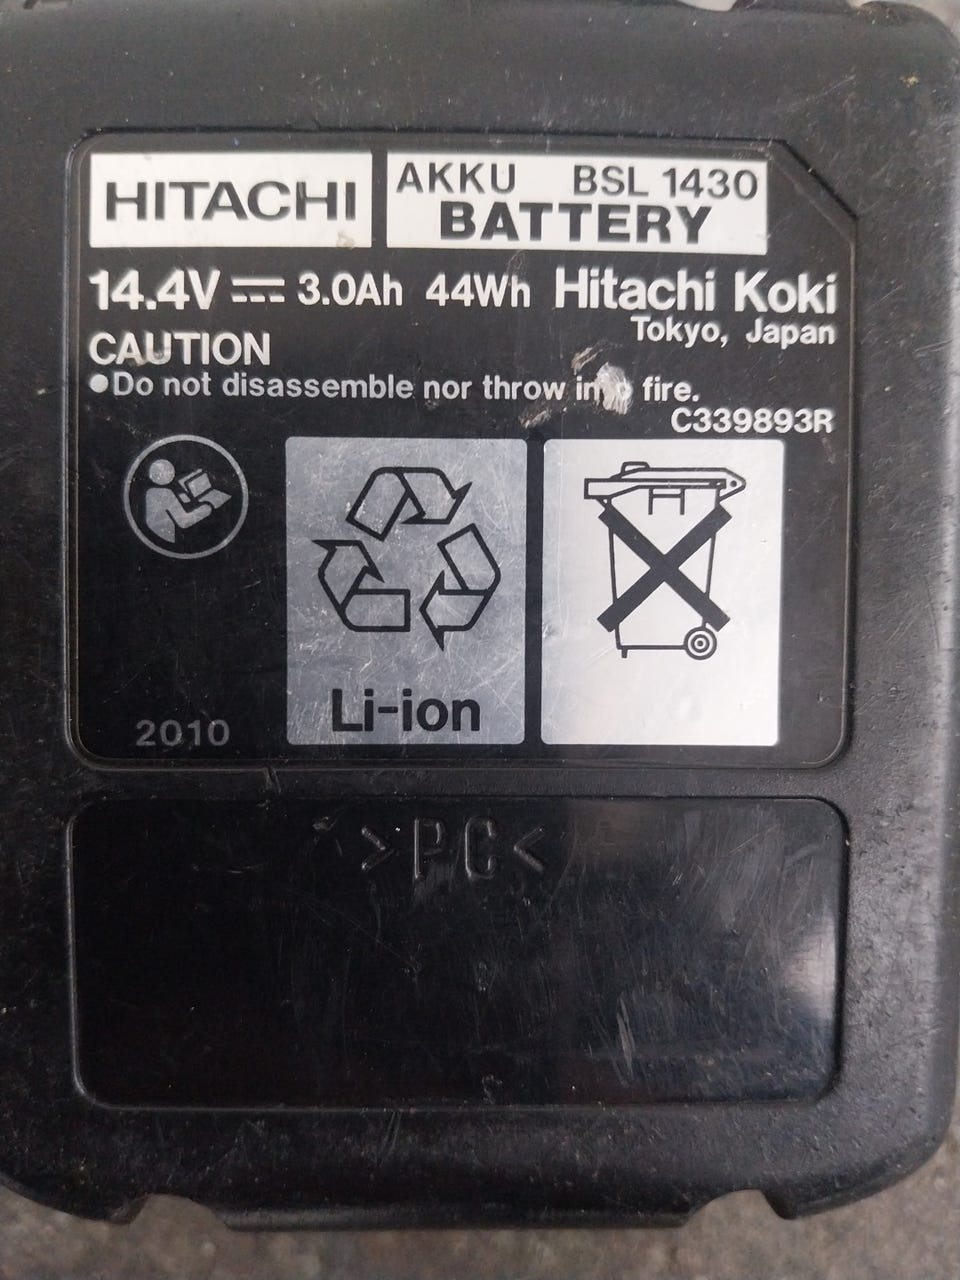 HITACHI
AKKU BSL 1430
BATTERY
14.4V 3.0Ah 44Wh Hitachi Koki
Tokyo, Japan
CAUTION
●Do not disassemble nor throw into fire.
C339893R
Li-ion
2010
>PC<